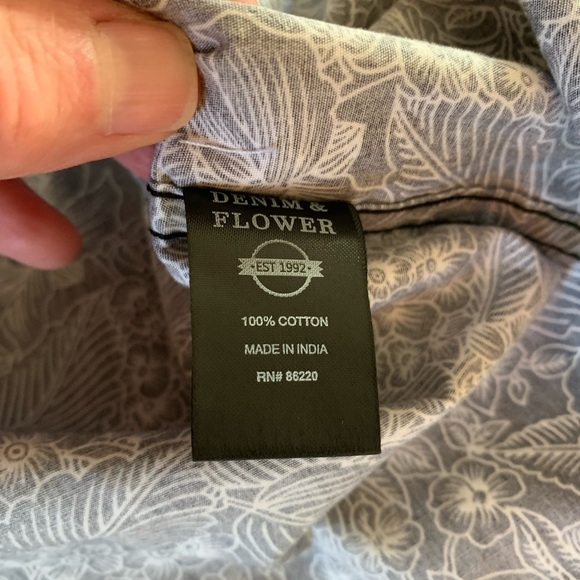 DENIM &
FLOWER
•EST 1992•
100% COTTON
MADE IN INDIA
RN# 86220